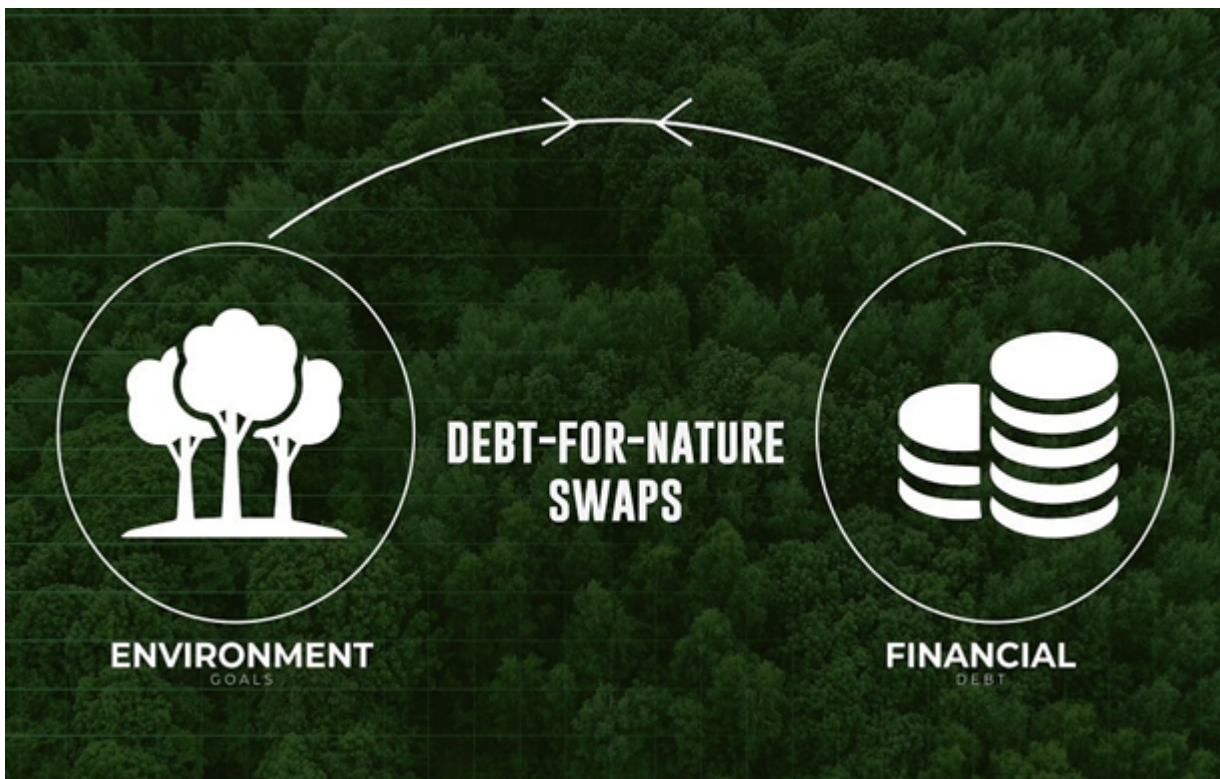 DEBT-FOR-NATURE
SWAPS
ENVIRONMENT
GOALS
FINANCIAL
DEBT